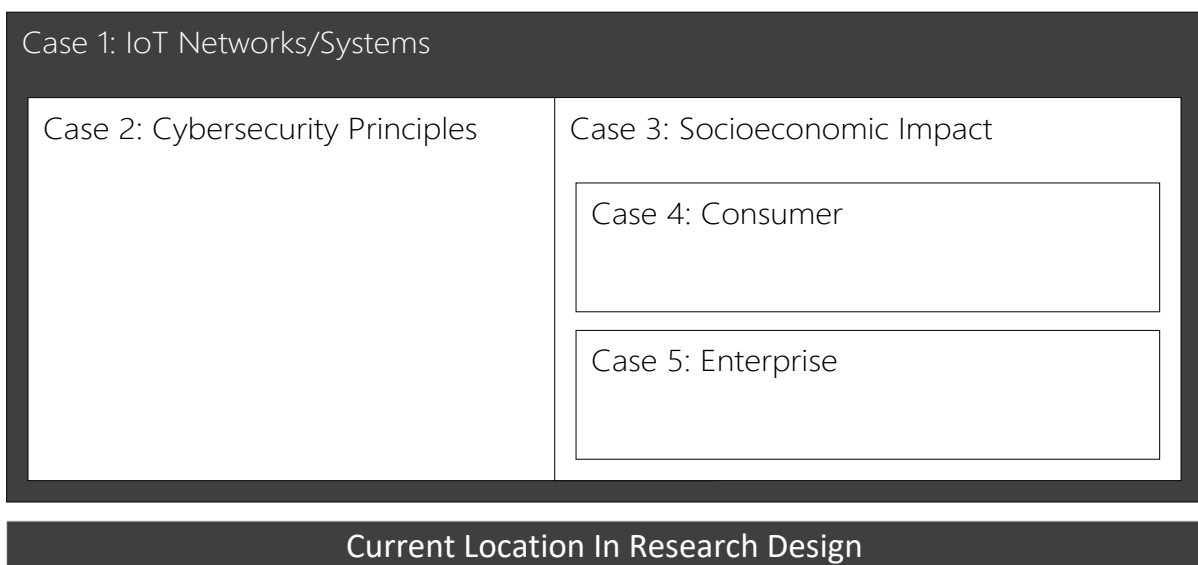 Case 1: IoT Networks/Systems
Case 2: Cybersecurity Principles
Case 3: Socioeconomic Impact
Case 4: Consumer
Case 5: Enterprise
Current Location In Research Design